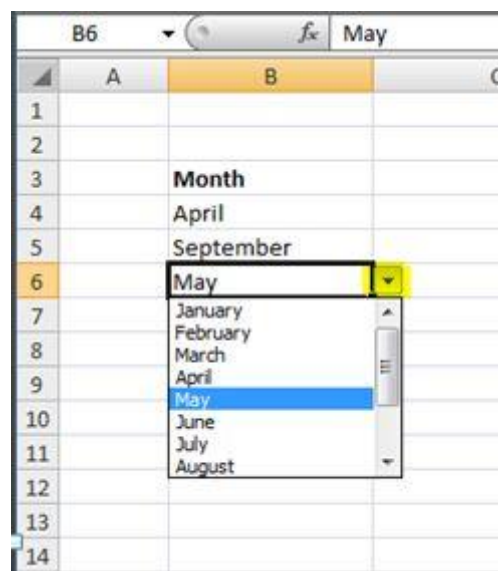 B6 fx May
A B
1
2
3 Month
4 April
5 September
6 May
7 January
February
8 March
9 April
May
10 June
11 July
August
12
13
14